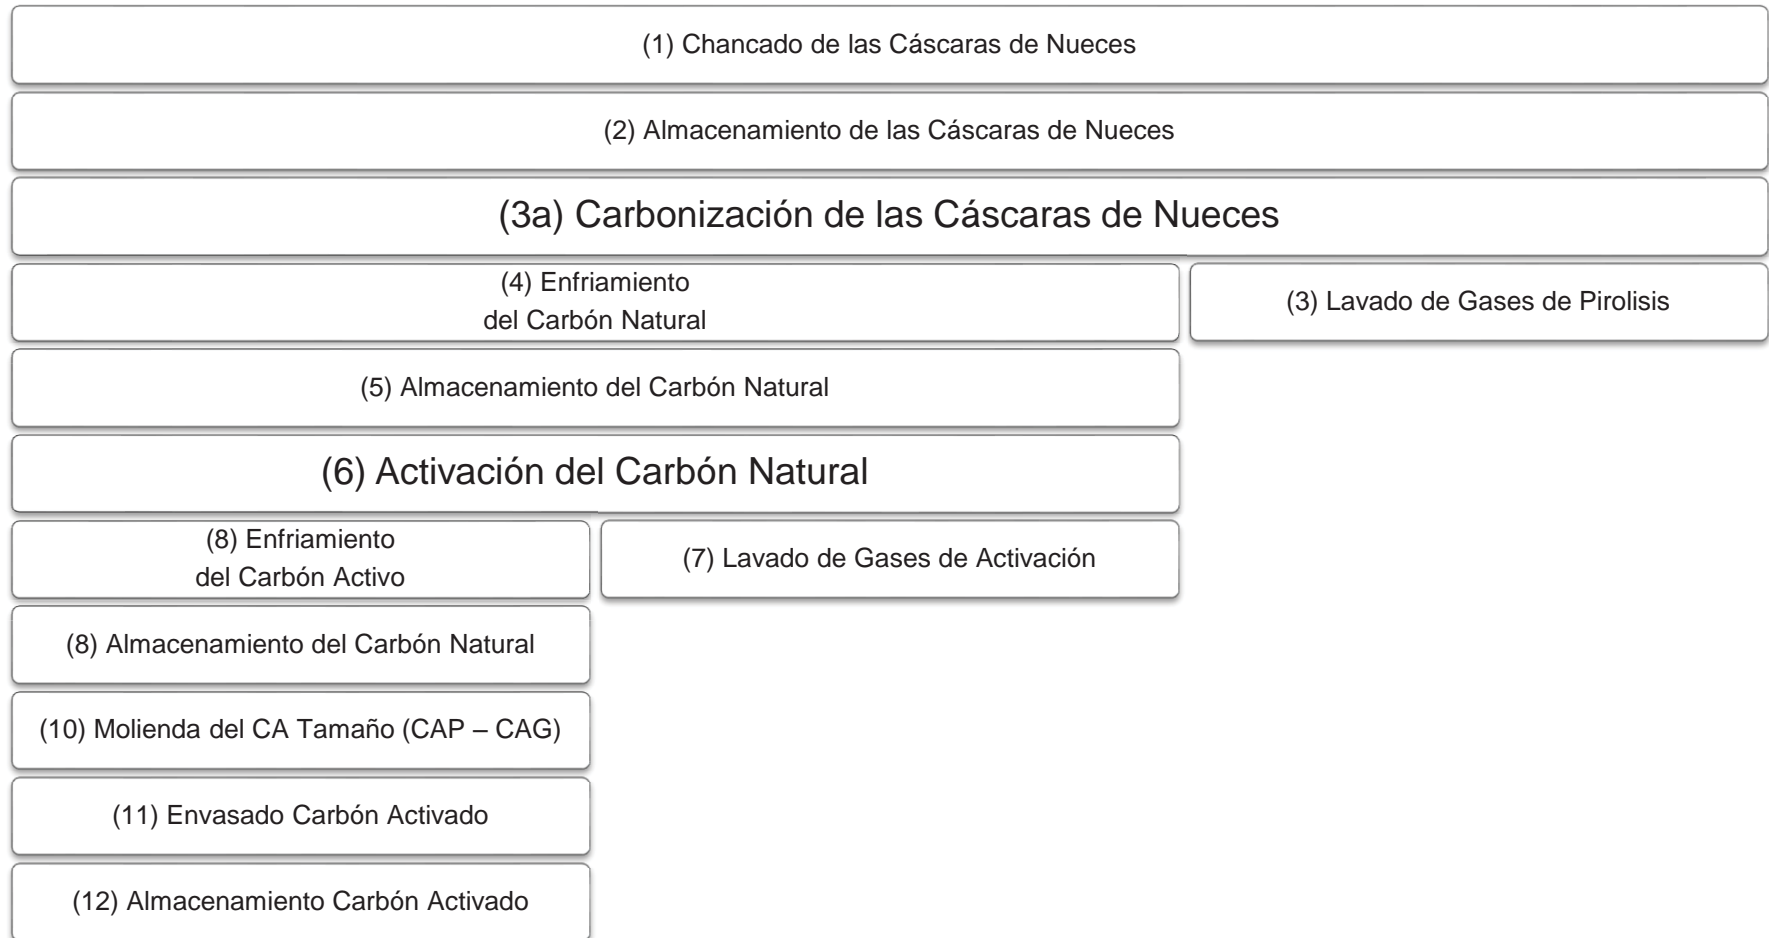 (1) Chancado de las Cáscaras de Nueces
(2) Almacenamiento de las Cáscaras de Nueces
(3a) Carbonización de las Cáscaras de Nueces
(4) Enfriamiento
del Carbón Natural
(3) Lavado de Gases de Pirolisis
(5) Almacenamiento del Carbón Natural
(6) Activación del Carbón Natural
(8) Enfriamiento
del Carbón Activo
(7) Lavado de Gases de Activación
(8) Almacenamiento del Carbón Natural
(10) Molienda del CA Tamaño (CAP – CAG)
(11) Envasado Carbón Activado
(12) Almacenamiento Carbón Activado